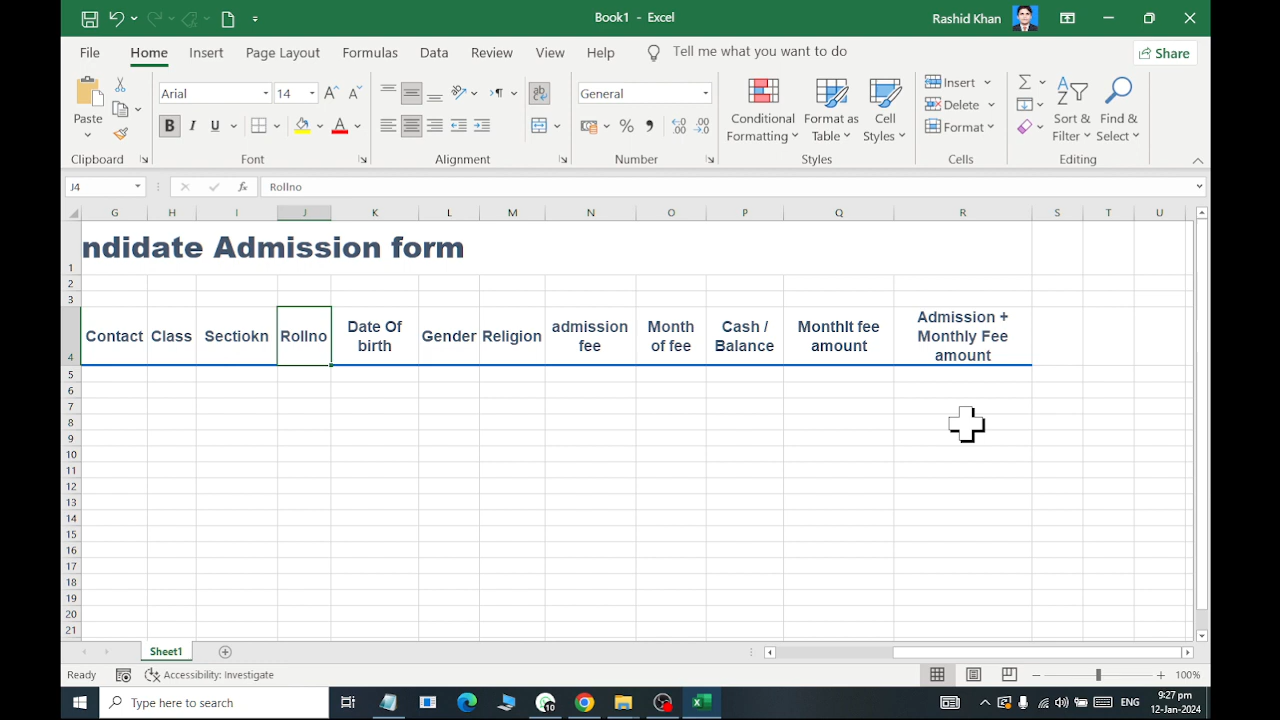 Book1 - Excel
Rashid Khan
File Home Insert Page Layout Formulas Data Review View Help Tell me what you want to do Share
Paste
Clipboard
Arial 14
Font
Alignment
General
Number
Conditional Formatting
Format as Table
Cell Styles
Styles
Insert
Delete
Format
Cells
Sort & Filter
Find & Select
Editing
J4 fx Rollno
G H I J K L M N O P Q R S T U
1 ndidate Admission form
2
3
4 Contact Class Sectiokn Rollno Date Of birth Gender Religion admission fee Month of fee Cash / Balance Monthlt fee amount Admission + Monthly Fee amount
5
6
7
8
9
10
11
12
13
14
15
16
17
18
19
20
21
Sheet1
Ready Accessibility: Investigate 100%
Type here to search 10 ENG 9:27 pm
12-Jan-2024